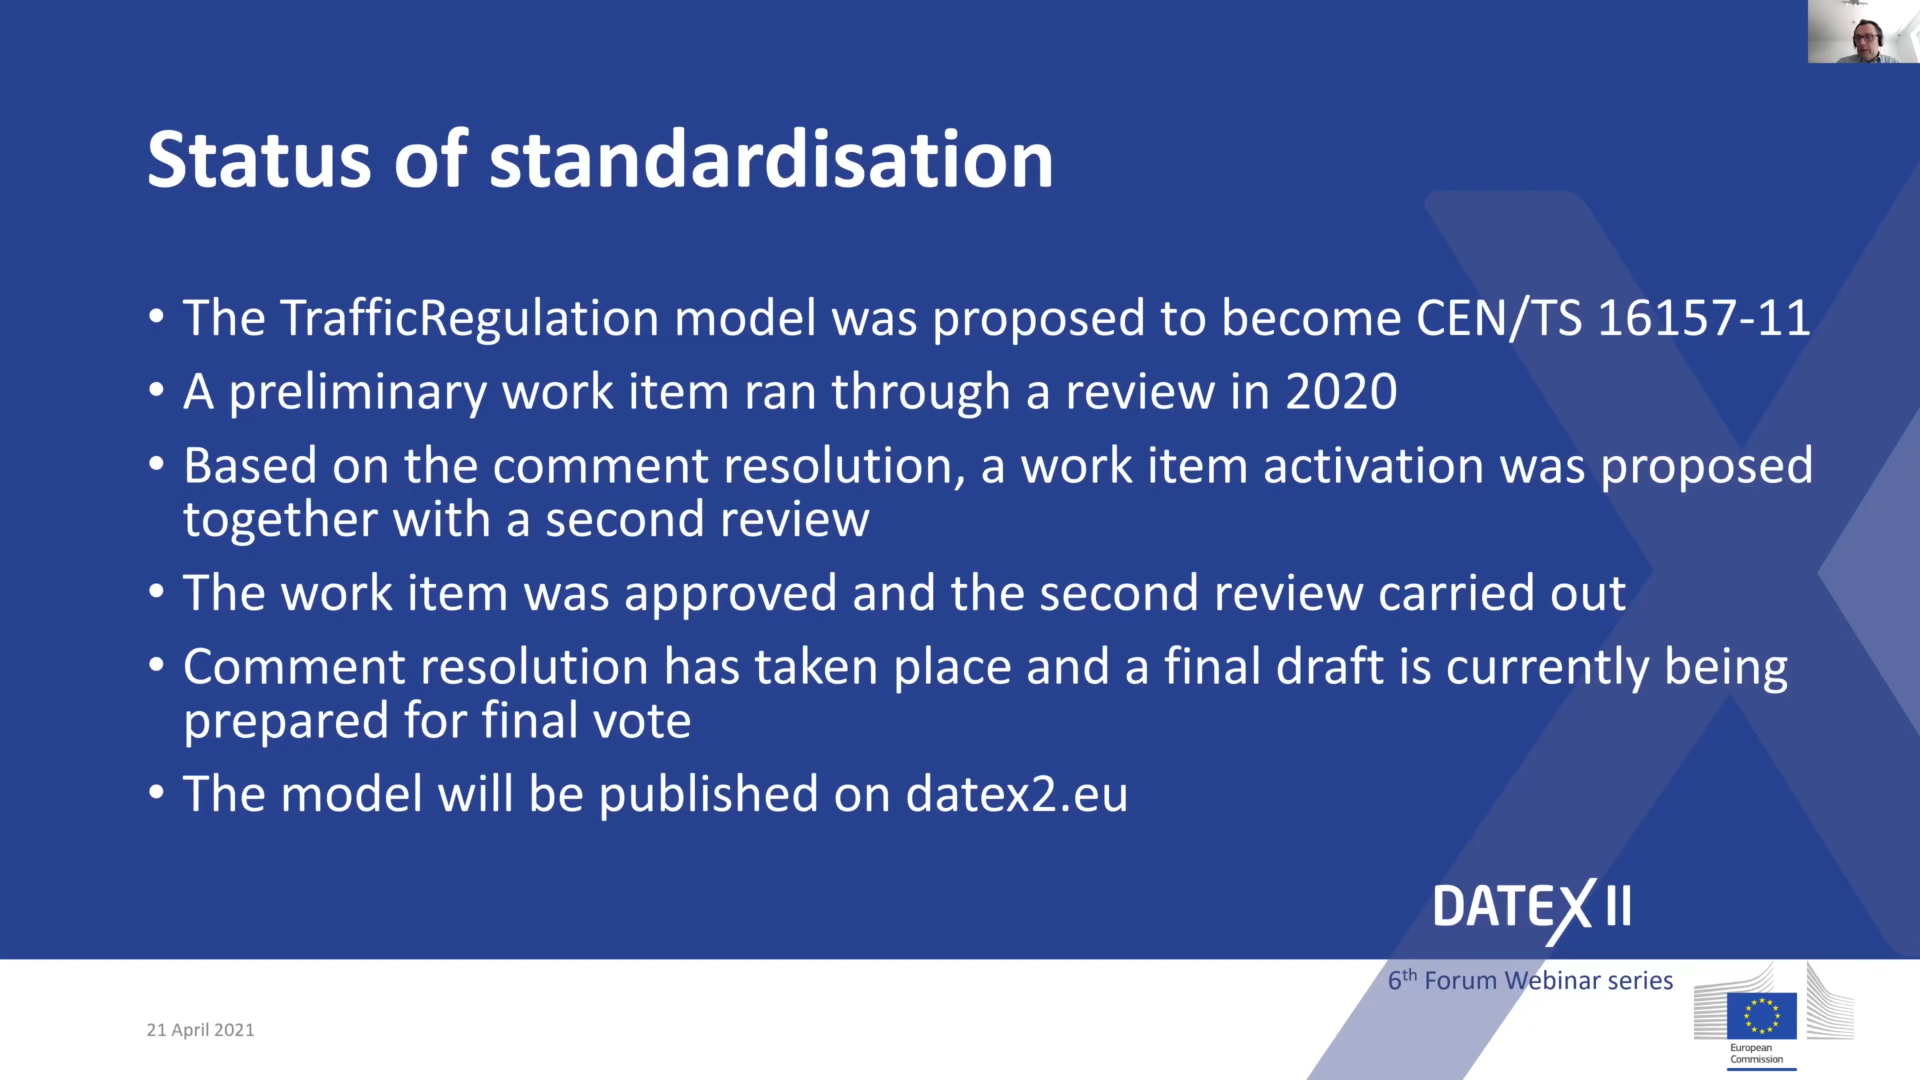 Status of standardisation
• The TrafficRegulation model was proposed to become CEN/TS 16157-11
• A preliminary work item ran through a review in 2020
• Based on the comment resolution, a work item activation was proposed
together with a second review
• The work item was approved and the second review carried out
• Comment resolution has taken place and a final draft is currently being
prepared for final vote
• The model will be published on datex2.eu
DATEX II
6th Forum Webinar series
21 April 2021
European
Commission